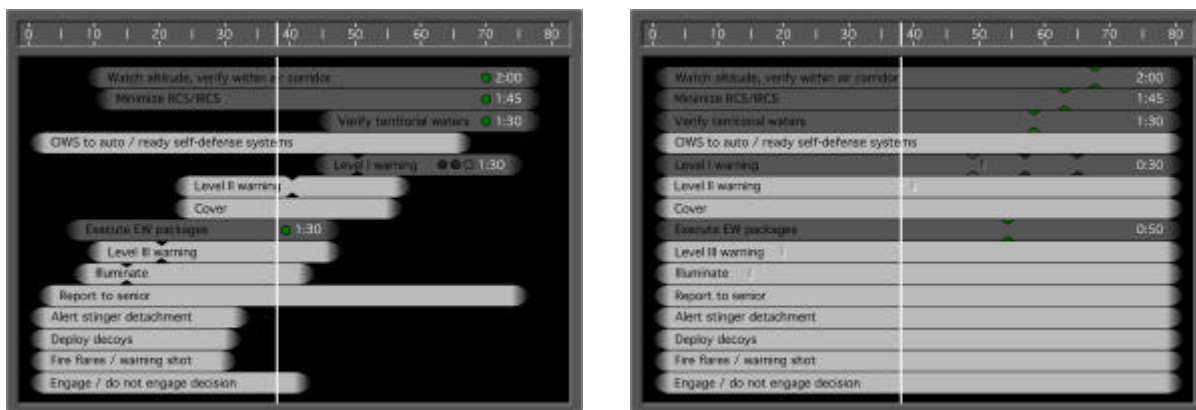 0 10 20 30 40 50 60 70 80
Watch altitude, verify within air corridor 2:00
Minimize RCS/IRCS 1:45
Verify territorial waters 1:30
CIWS to auto / ready self-defense systems
Level I warning 1:30
Level II warning
Cover
Execute EW packages 1:30
Level III warning
Illuminate
Report to senior
Alert stinger detachment
Deploy decoys
Fire flares / warning shot
Engage / do not engage decision
0 10 20 30 40 50 60 70 80
Watch altitude, verify within air corridor 2:00
Minimize RCS/IRCS 1:45
Verify territorial waters 1:30
CIWS to auto / ready self-defense systems
Level I warning 0:30
Level II warning
Cover
Execute EW packages 0:50
Level III warning
Illuminate
Report to senior
Alert stinger detachment
Deploy decoys
Fire flares / warning shot
Engage / do not engage decision